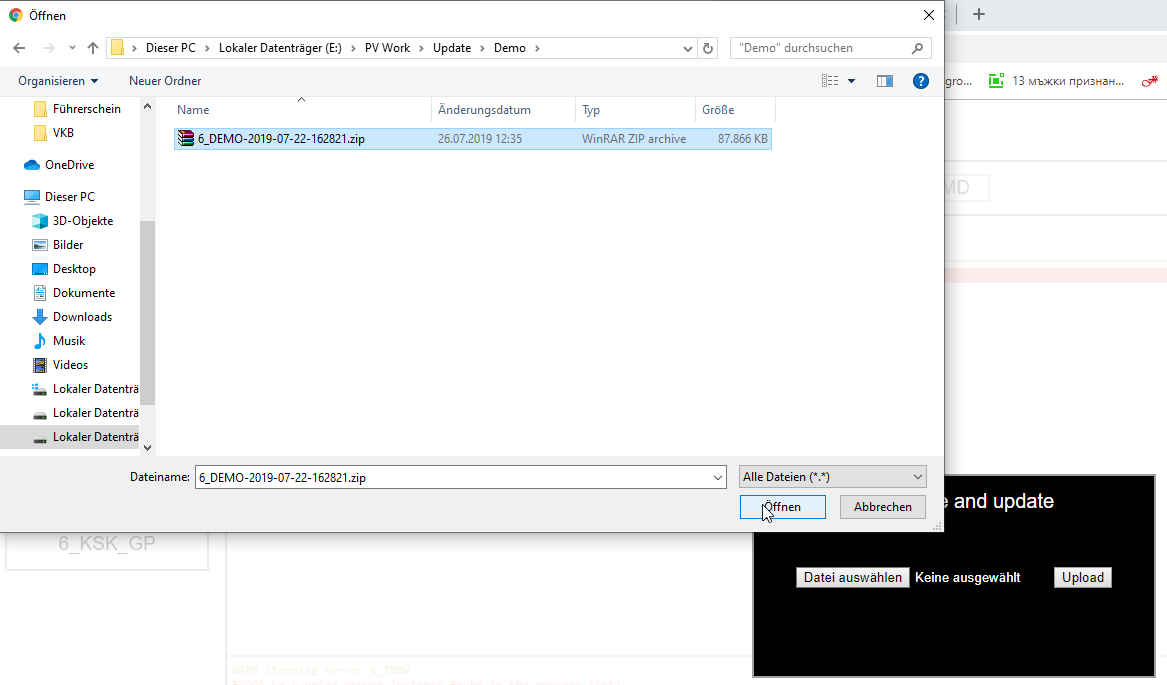 Öffnen
Dieser PC
Lokaler Datenträger (E:)
PV Work
Update
Demo
"Demo" durchsuchen
Organisieren
Neuer Ordner
gro...
13 мъжки признан...
Führerschein
VKB
OneDrive
Dieser PC
3D-Objekte
Bilder
Desktop
Dokumente
Downloads
Musik
Videos
Lokaler Datenträ
Lokaler Datenträ
Lokaler Datenträ
Name Änderungsdatum Typ Größe
6_DEMO-2019-07-22-162821.zip 26.07.2019 12:35 WinRAR ZIP archive 87.866 KB
MD
Dateiname: 6_DEMO-2019-07-22-162821.zip Alle Dateien (*.*)
Öffnen Abbrechen
e and update
6_KSK_GP
Datei auswählen Keine ausgewählt Upload
WARN Stopping server